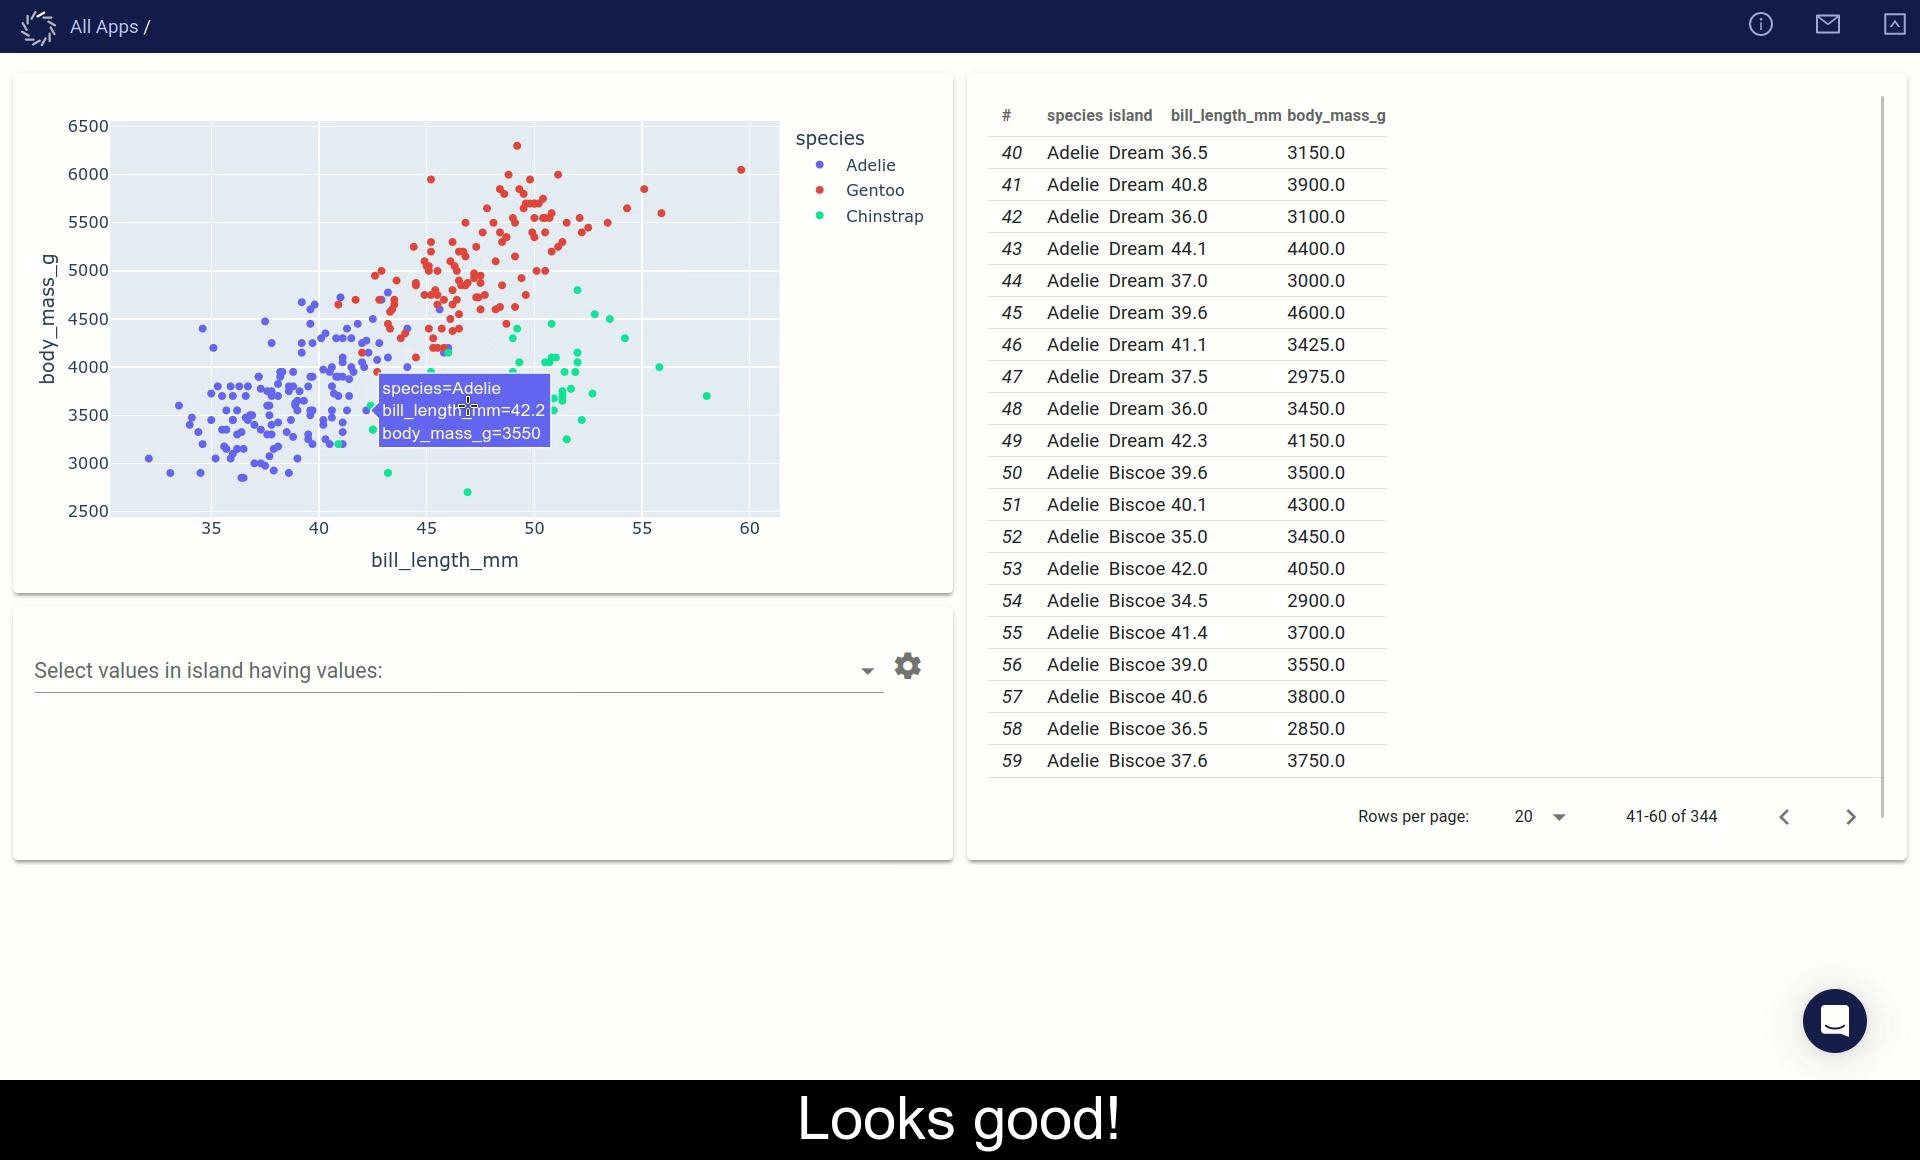 All Apps /
6500
6000
5500
5000
4500
4000
3500
3000
2500
body_mass_g
35 40 45 50 55 60
bill_length_mm
species
Adelie
Gentoo
Chinstrap
species=Adelie
bill_length_mm=42.2
body_mass_g=3550
Select values in island having values:
# species island bill_length_mm body_mass_g
40 Adelie Dream 36.5 3150.0
41 Adelie Dream 40.8 3900.0
42 Adelie Dream 36.0 3100.0
43 Adelie Dream 44.1 4400.0
44 Adelie Dream 37.0 3000.0
45 Adelie Dream 39.6 4600.0
46 Adelie Dream 41.1 3425.0
47 Adelie Dream 37.5 2975.0
48 Adelie Dream 36.0 3450.0
49 Adelie Dream 42.3 4150.0
50 Adelie Biscoe 39.6 3500.0
51 Adelie Biscoe 40.1 4300.0
52 Adelie Biscoe 35.0 3450.0
53 Adelie Biscoe 42.0 4050.0
54 Adelie Biscoe 34.5 2900.0
55 Adelie Biscoe 41.4 3700.0
56 Adelie Biscoe 39.0 3550.0
57 Adelie Biscoe 40.6 3800.0
58 Adelie Biscoe 36.5 2850.0
59 Adelie Biscoe 37.6 3750.0
Rows per page: 20 41-60 of 344
Looks good!